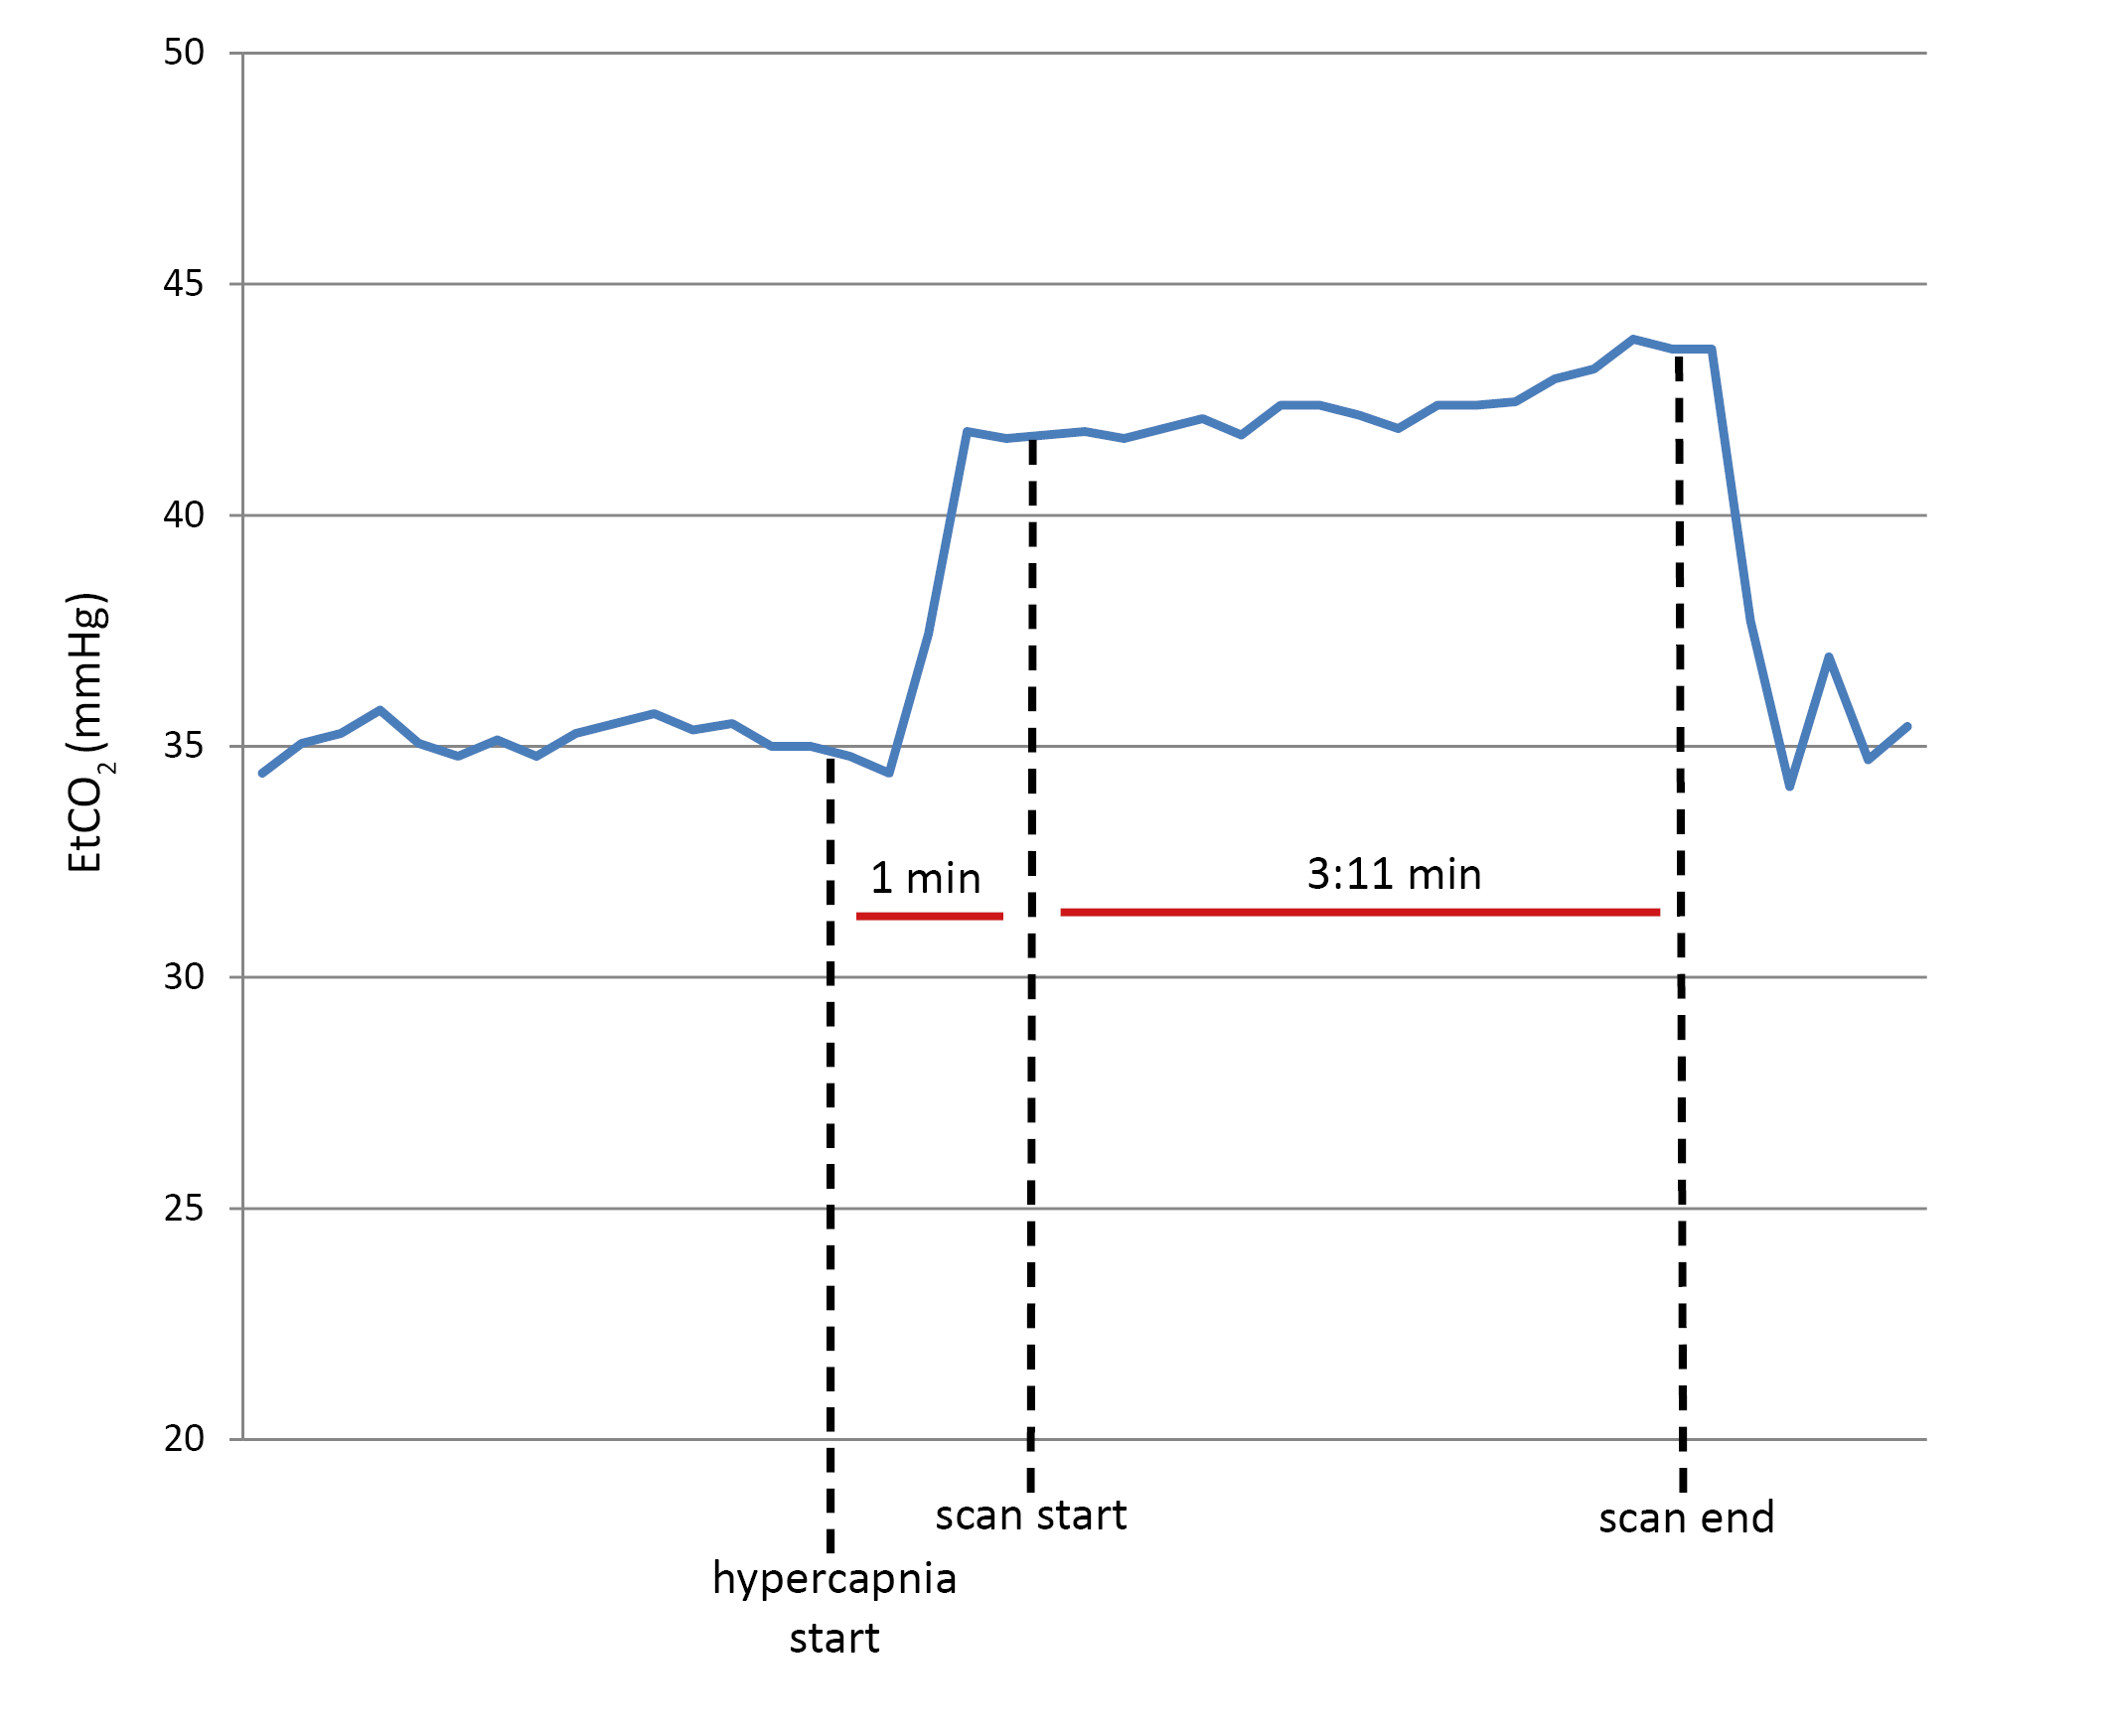 50
45
40
35
30
25
20
EtCO2 (mmHg)
1 min
3:11 min
scan start
scan end
hypercapnia
start